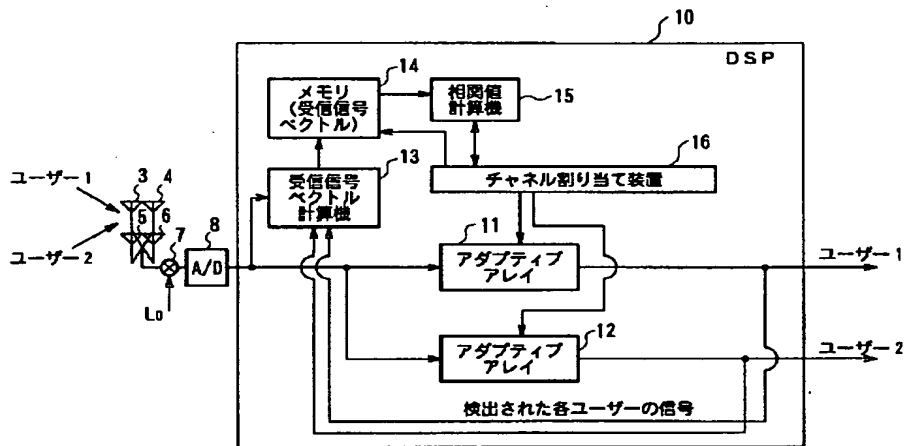 10
DSP
14
メモリ
(受信信号
ベクトル)
相関値
計算機
15
16
チャネル割り当て装置
13
受信信号
ベクトル
計算機
ユーザー1
ユーザー2
3
4
5
6
7
8
A/D
Lo
11
アダプティブ
アレイ
ユーザー1
12
アダプティブ
アレイ
ユーザー2
検出された各ユーザーの信号